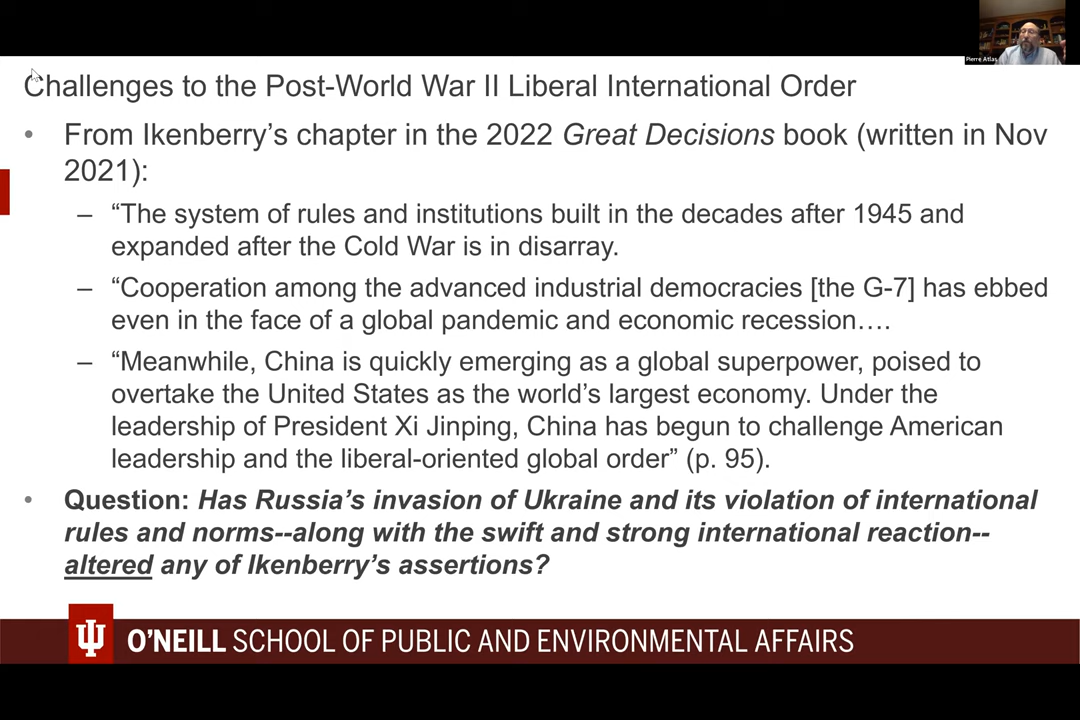 Pierre Atlas
Challenges to the Post-World War II Liberal International Order
• From Ikenberry’s chapter in the 2022 Great Decisions book (written in Nov
2021):
– “The system of rules and institutions built in the decades after 1945 and
expanded after the Cold War is in disarray.
– “Cooperation among the advanced industrial democracies [the G-7] has ebbed
even in the face of a global pandemic and economic recession….
– “Meanwhile, China is quickly emerging as a global superpower, poised to
overtake the United States as the world’s largest economy. Under the
leadership of President Xi Jinping, China has begun to challenge American
leadership and the liberal-oriented global order” (p. 95).
• Question: Has Russia’s invasion of Ukraine and its violation of international
rules and norms--along with the swift and strong international reaction--
altered any of Ikenberry’s assertions?
O’NEILL SCHOOL OF PUBLIC AND ENVIRONMENTAL AFFAIRS